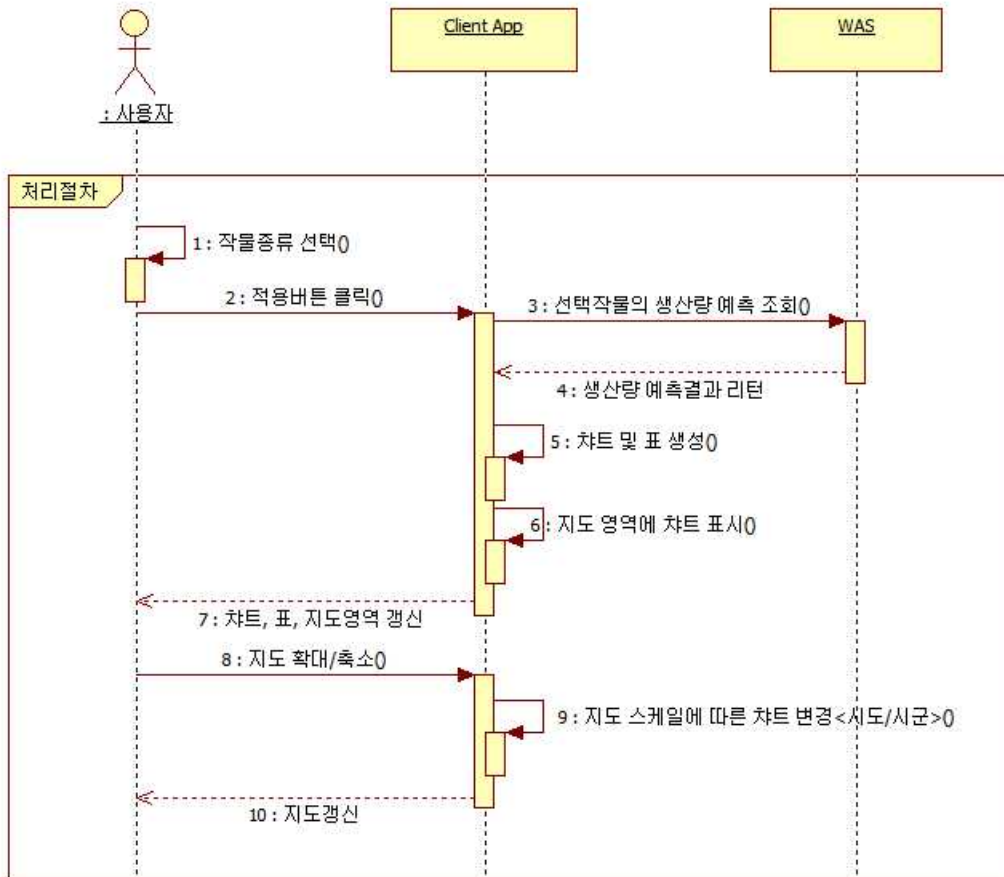 Client App
WAS
: 사용자
처리절차
1 : 작물종류 선택()
2 : 적용버튼 클릭()
3 : 선택작물의 생산량 예측 조회()
4 : 생산량 예측결과 리턴
5 : 챠트 및 표 생성()
6 : 지도 영역에 챠트 표시()
7 : 챠트, 표, 지도영역 갱신
8 : 지도 확대/축소()
9 : 지도 스케일에 따른 챠트 변경<시도/시군>()
10 : 지도갱신